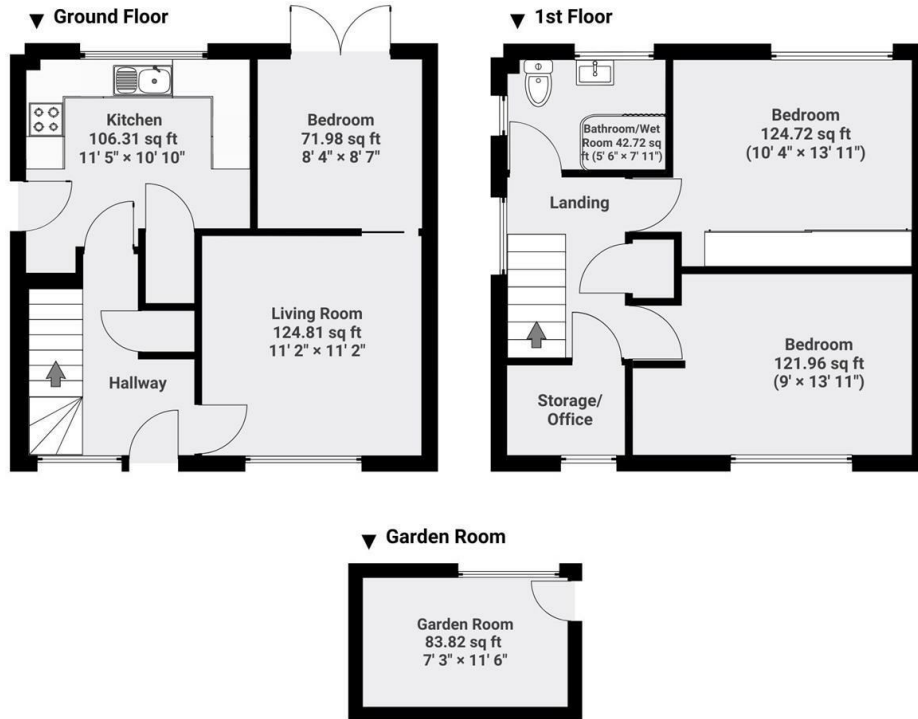 ▼ Ground Floor
Kitchen
106.31 sq ft
11' 5" × 10' 10"
Bedroom
71.98 sq ft
8' 4" × 8' 7"
Living Room
124.81 sq ft
11' 2" × 11' 2"
Hallway
▼ 1st Floor
Bathroom/Wet
Room 42.72 sq
ft (5' 6" × 7' 11")
Bedroom
124.72 sq ft
(10' 4" × 13' 11")
Landing
Bedroom
121.96 sq ft
(9' × 13' 11")
Storage/
Office
▼ Garden Room
Garden Room
83.82 sq ft
7' 3" × 11' 6"